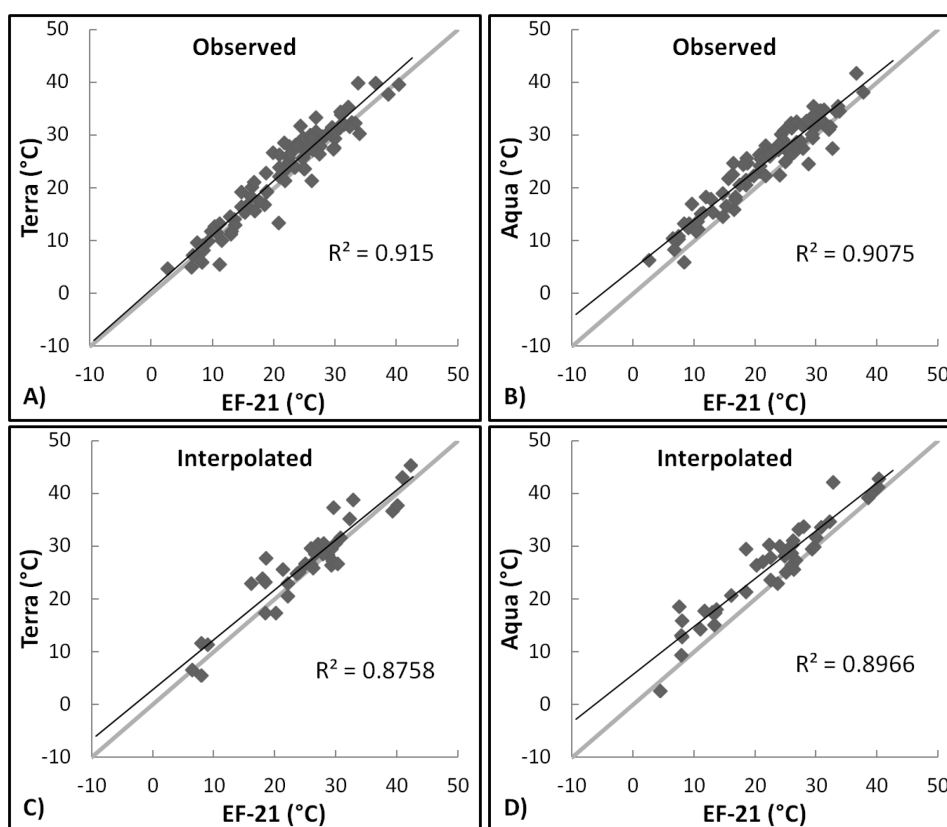 Observed
50
40
30
20
10
0
-10
Terra (°C)
R² = 0.915
-10 0 10 20 30 40 50
A) EF-21 (°C)
Observed
50
40
30
20
10
0
-10
Aqua (°C)
R² = 0.9075
-10 0 10 20 30 40 50
B) EF-21 (°C)
Interpolated
50
40
30
20
10
0
-10
Terra (°C)
R² = 0.8758
-10 0 10 20 30 40 50
C) EF-21 (°C)
Interpolated
50
40
30
20
10
0
-10
Aqua (°C)
R² = 0.8966
-10 0 10 20 30 40 50
D) EF-21 (°C)